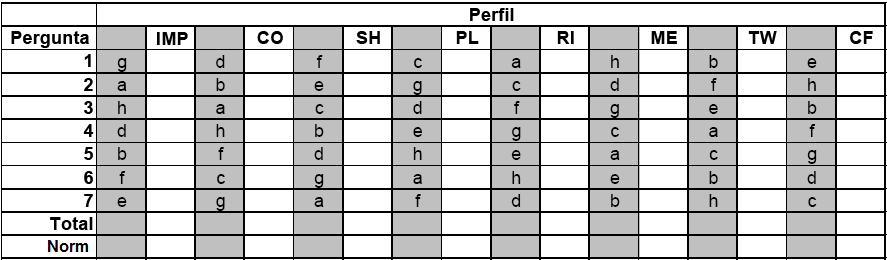 Perfil
Pergunta IMP CO SH PL RI ME TW CF
1 g d f c a h b e
2 a b e g c d f h
3 h a c d f g e b
4 d h b e g c a f
5 b f d h e a c g
6 f c g a h e b d
7 e g a f d b h c
Total
Norm